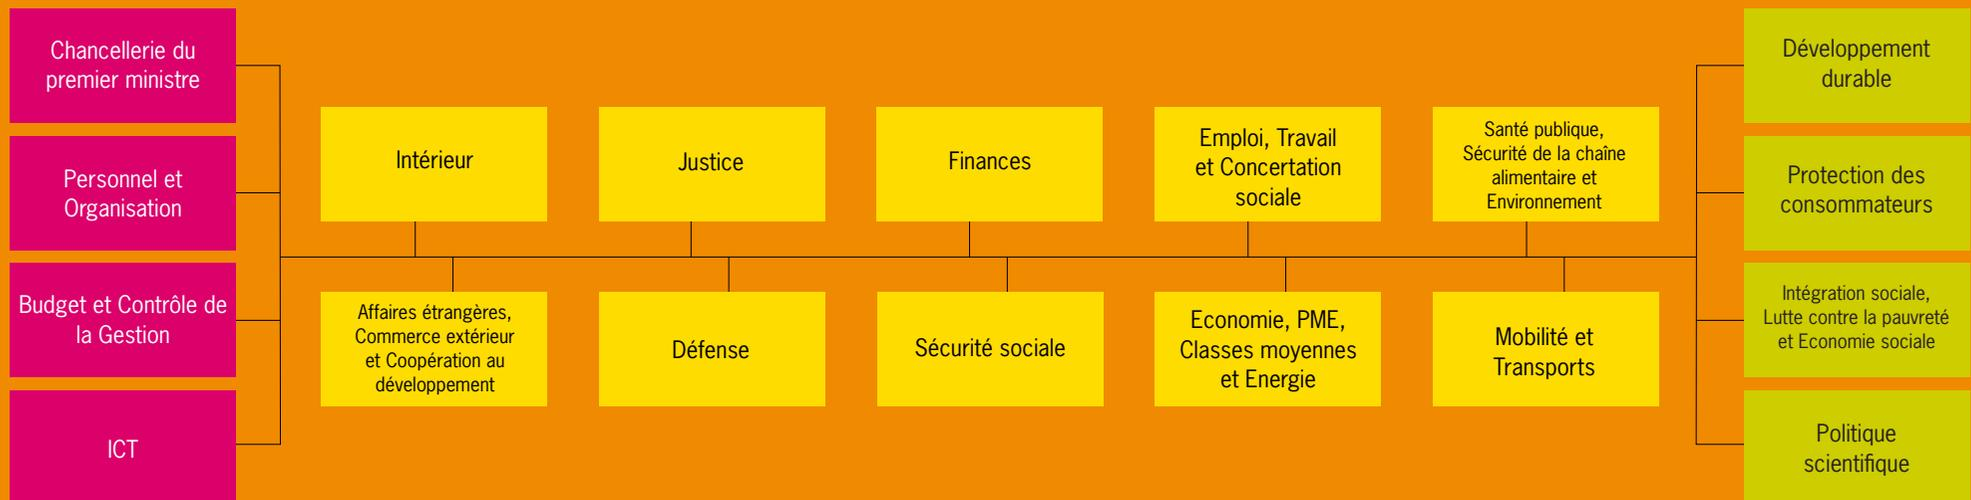 Chancellerie du
premier ministre
Personnel et
Organisation
Budget et Contrôle de
la Gestion
ICT
Intérieur
Justice
Finances
Emploi, Travail
et Concertation
sociale
Santé publique,
Sécurité de la chaîne
alimentaire et
Environnement
Affaires étrangères,
Commerce extérieur
et Coopération au
développement
Défense
Sécurité sociale
Economie, PME,
Classes moyennes
et Energie
Mobilité et
Transports
Développement
durable
Protection des
consommateurs
Intégration sociale,
Lutte contre la pauvreté
et Economie sociale
Politique
scientifique